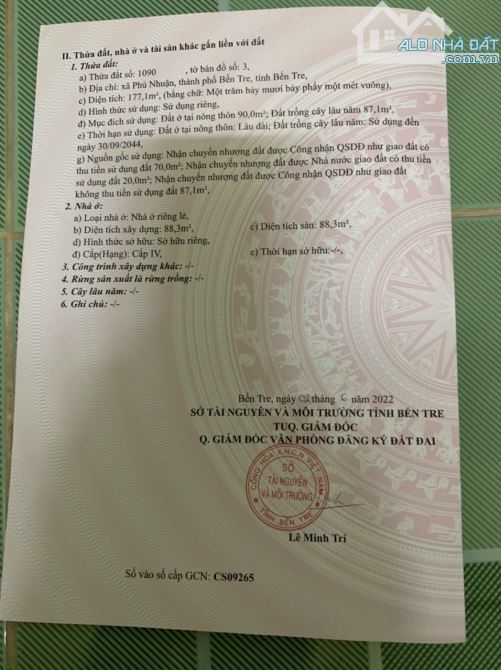 ALO NHÀ ĐẤT
AloNhaDat.com.vn
II. Thửa đất, nhà ở và tài sản khác gắn liền với đất
1. Thửa đất:
a) Thửa đất số: 1090 , tờ bản đồ số: 3,
b) Địa chỉ: xã Phú Nhuận, thành phố Bến Tre, tỉnh Bến Tre,
c) Diện tích: 177,1m², (bằng chữ: Một trăm bảy mươi bảy phẩy một mét vuông),
d) Hình thức sử dụng: Sử dụng riêng,
đ) Mục đích sử dụng: Đất ở tại nông thôn 90,0m²; Đất trồng cây lâu năm 87,1m²,
e) Thời hạn sử dụng: Đất ở tại nông thôn: Lâu dài; Đất trồng cây lâu năm: Sử dụng đến
ngày 30/09/2044,
g) Nguồn gốc sử dụng: Nhận chuyển nhượng đất được Công nhận QSDĐ như giao đất có
thu tiền sử dụng đất 70,0m²; Nhận chuyển nhượng đất được Nhà nước giao đất có thu tiền
sử dụng đất 20,0m²; Nhận chuyển nhượng đất được Công nhận QSDĐ như giao đất
không thu tiền sử dụng đất 87,1m²,
2. Nhà ở:
a) Loại nhà ở: Nhà ở riêng lẻ,
b) Diện tích xây dựng: 88,3m², c) Diện tích sàn: 88,3m²,
d) Hình thức sở hữu: Sở hữu riêng,
đ) Cấp(Hạng): Cấp IV, e) Thời hạn sở hữu:-/-,
3. Công trình xây dựng khác: -/-
4. Rừng sản xuất là rừng trồng: -/-
5. Cây lâu năm: -/-
6. Ghi chú: -/-
Bến Tre, ngày 02 tháng 6 năm 2022
SỞ TÀI NGUYÊN VÀ MÔI TRƯỜNG TỈNH BẾN TRE
TUQ. GIÁM ĐỐC
Q. GIÁM ĐỐC VĂN PHÒNG ĐĂNG KÝ ĐẤT ĐAI
CỘNG HÒA X.H.C.N VIỆT NAM
SỞ
TÀI NGUYÊN
VÀ MÔI TRƯỜNG
TỈNH BẾN TRE
Lê Minh Trí
Số vào sổ cấp GCN: CS09265